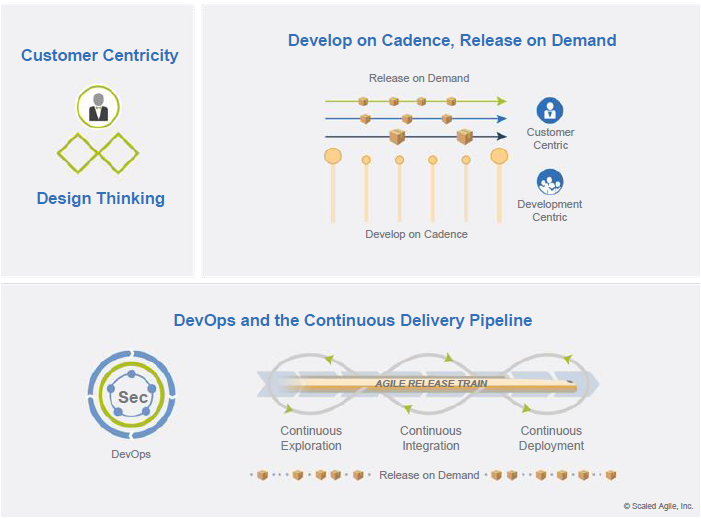 Customer Centricity
Design Thinking
Develop on Cadence, Release on Demand
Release on Demand
Customer
Centric
Development
Centric
Develop on Cadence
DevOps and the Continuous Delivery Pipeline
Sec
DevOps
AGILE RELEASE TRAIN
Continuous
Exploration
Continuous
Integration
Continuous
Deployment
Release on Demand
© Scaled Agile, Inc.